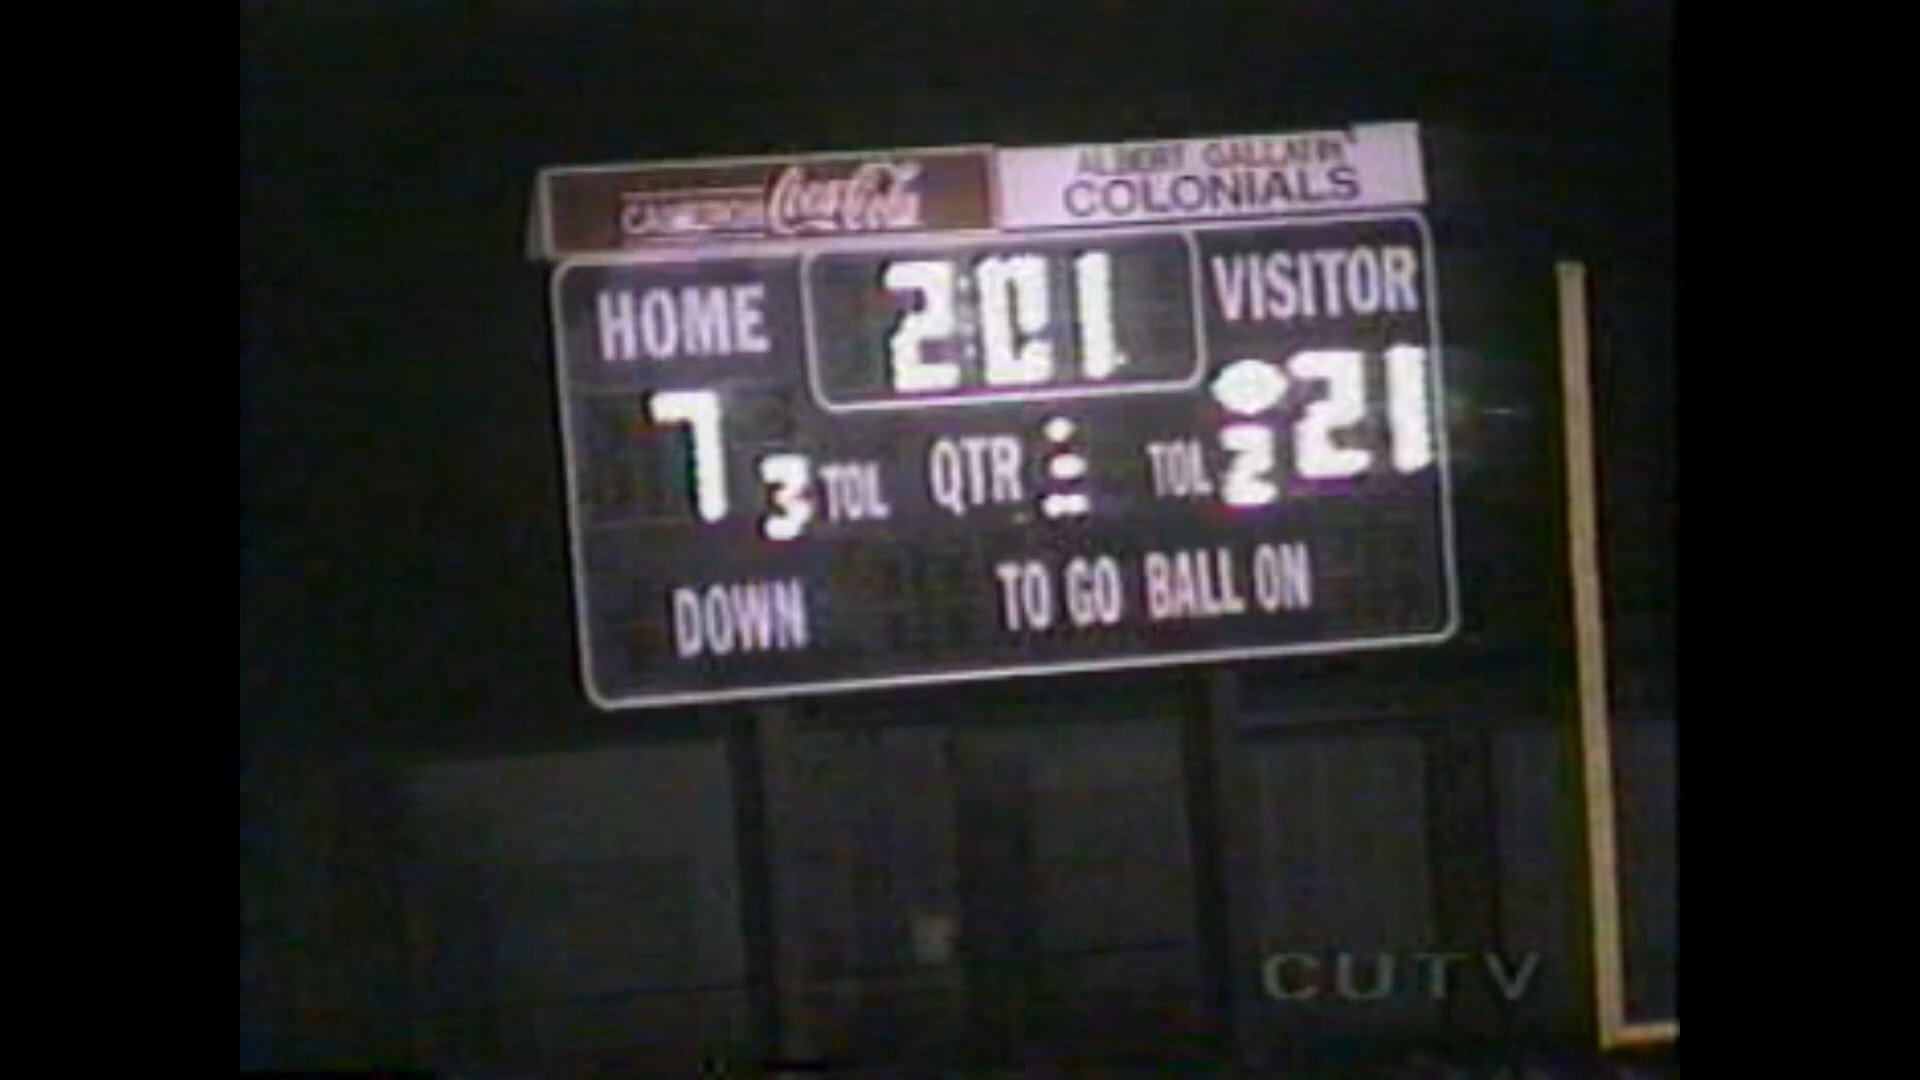 CAMERON Coca-Cola
ALBERT GALLATIN
COLONIALS
HOME 2:01 VISITOR
7 3 TOL QTR TOL 2 21
DOWN TO GO BALL ON
CUTV